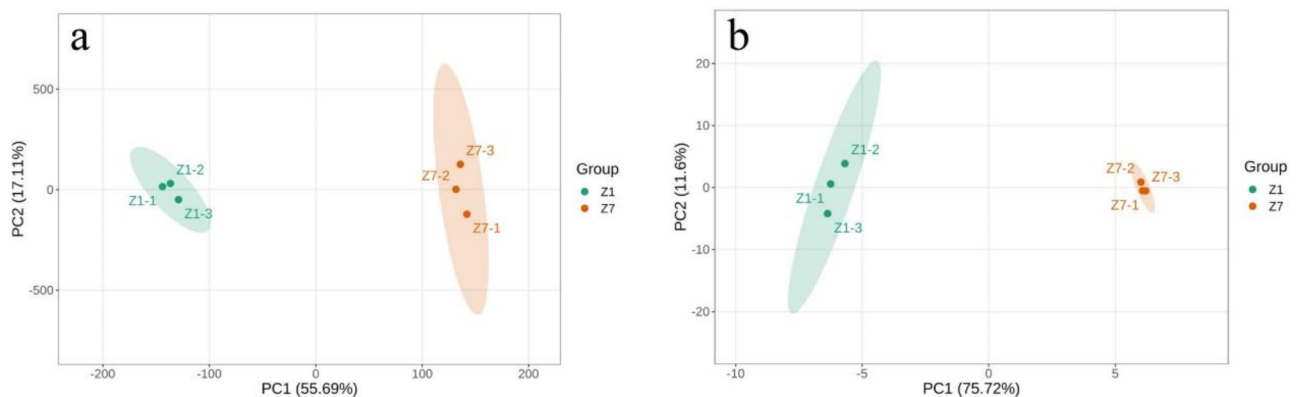 a
500
0
-500
PC2 (17.11%)
Z1-2
Z1-1
Z1-3
Z7-3
Z7-2
Z7-1
-200
-100
0
100
200
PC1 (55.69%)
Group
Z1
Z7
b
20
10
0
-10
-20
PC2 (11.6%)
Z1-2
Z1-1
Z1-3
Z7-2
Z7-3
Z7-1
-10
-5
0
5
PC1 (75.72%)
Group
Z1
Z7